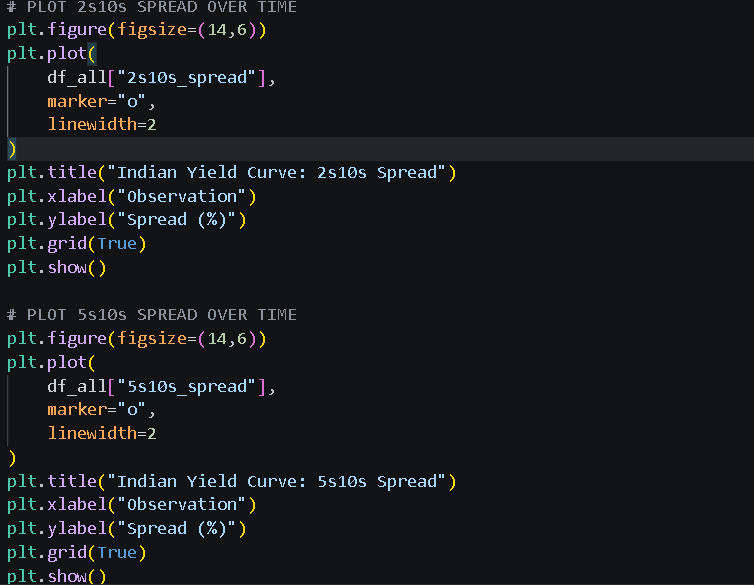 # PLOT 2s10s SPREAD OVER TIME
plt.figure(figsize=(14,6))
plt.plot(
    df_all["2s10s_spread"],
    marker="o",
    linewidth=2
)
plt.title("Indian Yield Curve: 2s10s Spread")
plt.xlabel("Observation")
plt.ylabel("Spread (%)")
plt.grid(True)
plt.show()

# PLOT 5s10s SPREAD OVER TIME
plt.figure(figsize=(14,6))
plt.plot(
    df_all["5s10s_spread"],
    marker="o",
    linewidth=2
)
plt.title("Indian Yield Curve: 5s10s Spread")
plt.xlabel("Observation")
plt.ylabel("Spread (%)")
plt.grid(True)
plt.show()